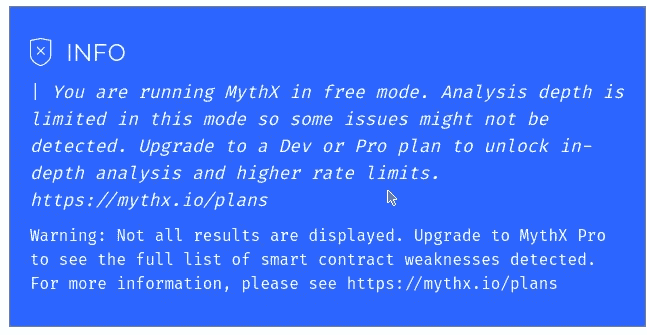 INFO
| You are running MythX in free mode. Analysis depth is
limited in this mode so some issues might not be
detected. Upgrade to a Dev or Pro plan to unlock in-
depth analysis and higher rate limits.
https://mythx.io/plans
Warning: Not all results are displayed. Upgrade to MythX Pro
to see the full list of smart contract weaknesses detected.
For more information, please see https://mythx.io/plans